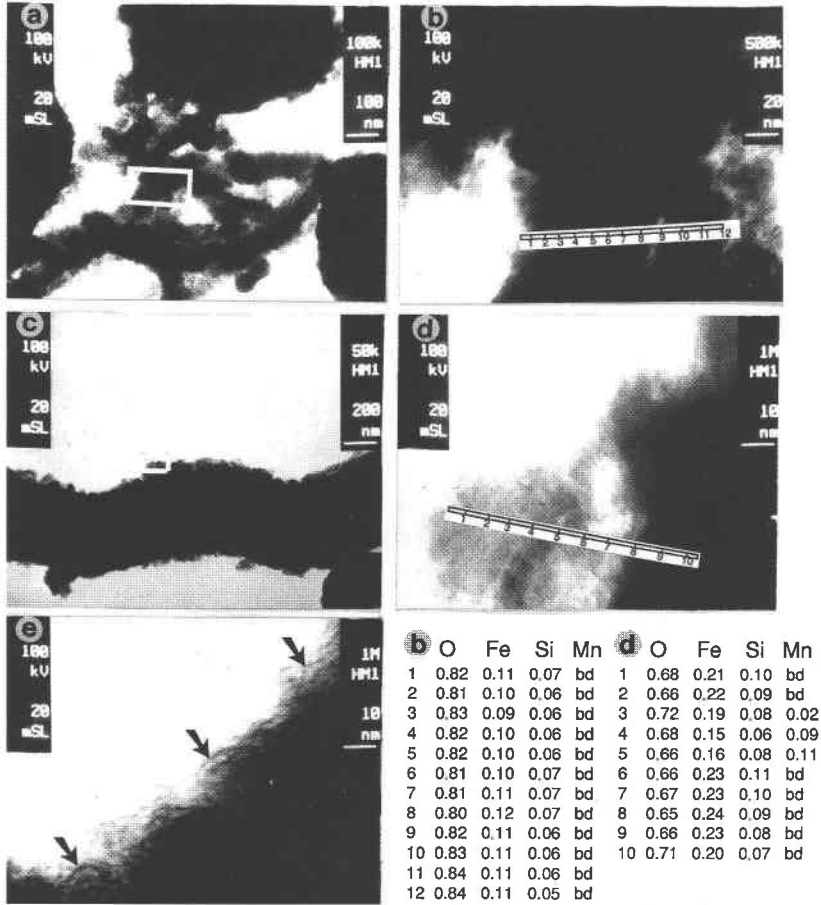 a
100
kV
20
mSL
100k
HM1
100
nm
b
100
kV
20
mSL
500k
HM1
20
nm
1 2 3 4 5 6 7 8 9 10 11 12
c
100
kV
20
mSL
50k
HM1
200
nm
d
100
kV
20
mSL
1M
HM1
10
nm
1 2 3 4 5 6 7 8 9 10
e
100
kV
20
mSL
1M
HM1
10
nm
b O Fe Si Mn
1 0.82 0.11 0.07 bd
2 0.81 0.10 0.06 bd
3 0.83 0.09 0.06 bd
4 0.82 0.10 0.06 bd
5 0.82 0.10 0.06 bd
6 0.81 0.10 0.07 bd
7 0.81 0.11 0.07 bd
8 0.80 0.12 0.07 bd
9 0.82 0.11 0.06 bd
10 0.83 0.11 0.06 bd
11 0.84 0.11 0.06 bd
12 0.84 0.11 0.05 bd
d O Fe Si Mn
1 0.68 0.21 0.10 bd
2 0.66 0.22 0.09 bd
3 0.72 0.19 0.08 0.02
4 0.68 0.15 0.06 0.09
5 0.66 0.16 0.08 0.11
6 0.66 0.23 0.11 bd
7 0.67 0.23 0.10 bd
8 0.65 0.24 0.09 bd
9 0.66 0.23 0.08 bd
10 0.71 0.20 0.07 bd